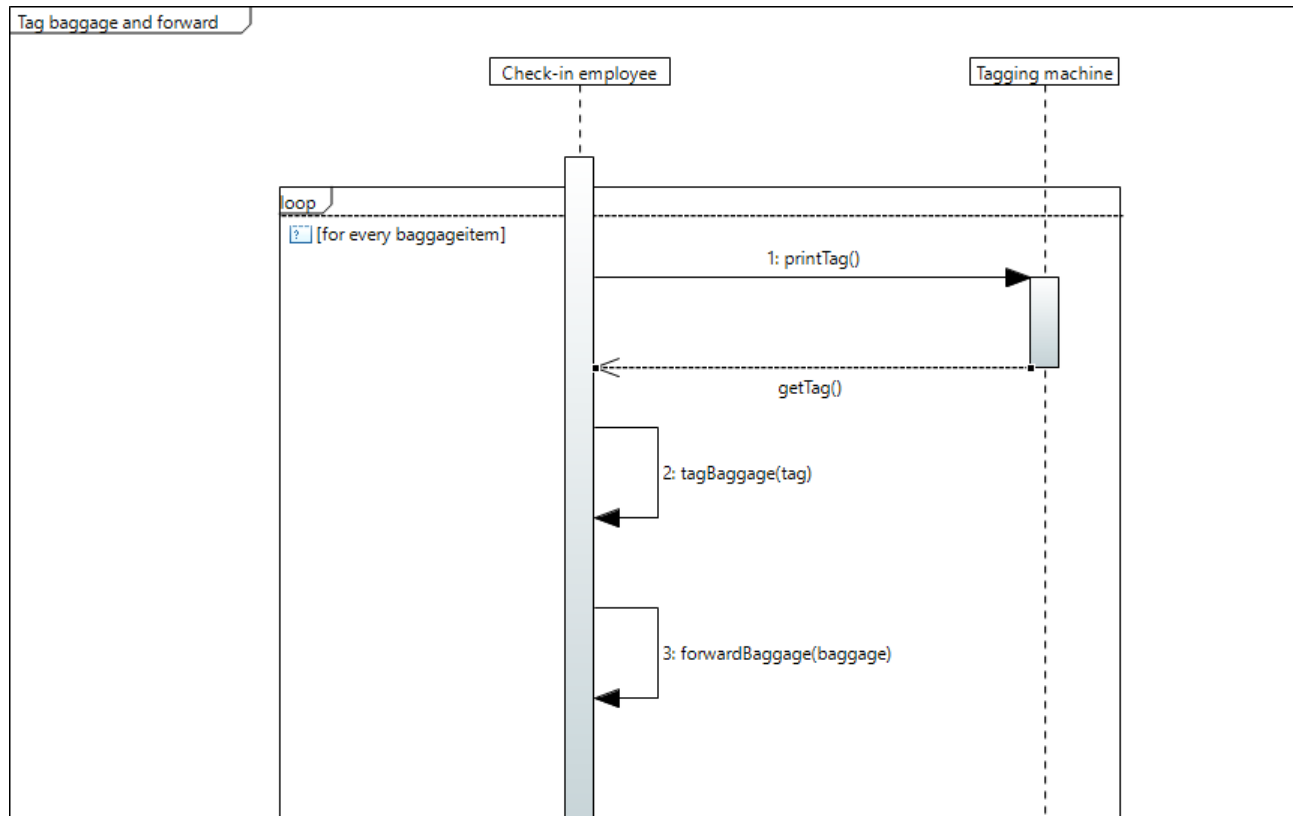 Tag baggage and forward
Check-in employee
Tagging machine
loop
? [for every baggageitem]
1: printTag()
getTag()
2: tagBaggage(tag)
3: forwardBaggage(baggage)